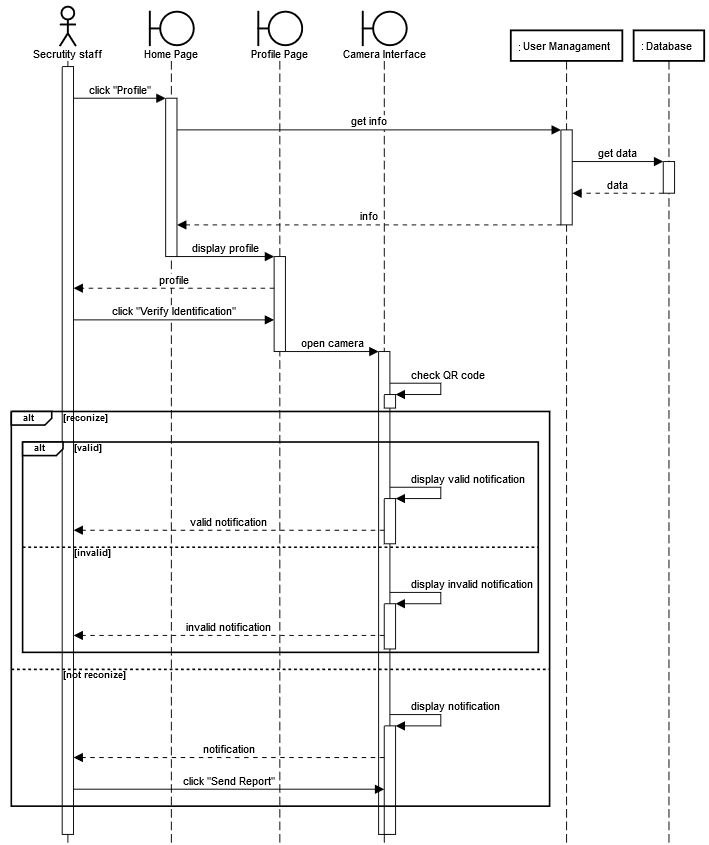 Secrutity staff
Home Page
Profile Page
Camera Interface
: User Managament
: Database
click "Profile"
get info
get data
data
info
display profile
profile
click "Verify Identification"
open camera
check QR code
alt
[reconize]
alt
[valid]
display valid notification
valid notification
[invalid]
display invalid notification
invalid notification
[not reconize]
display notification
notification
click "Send Report"